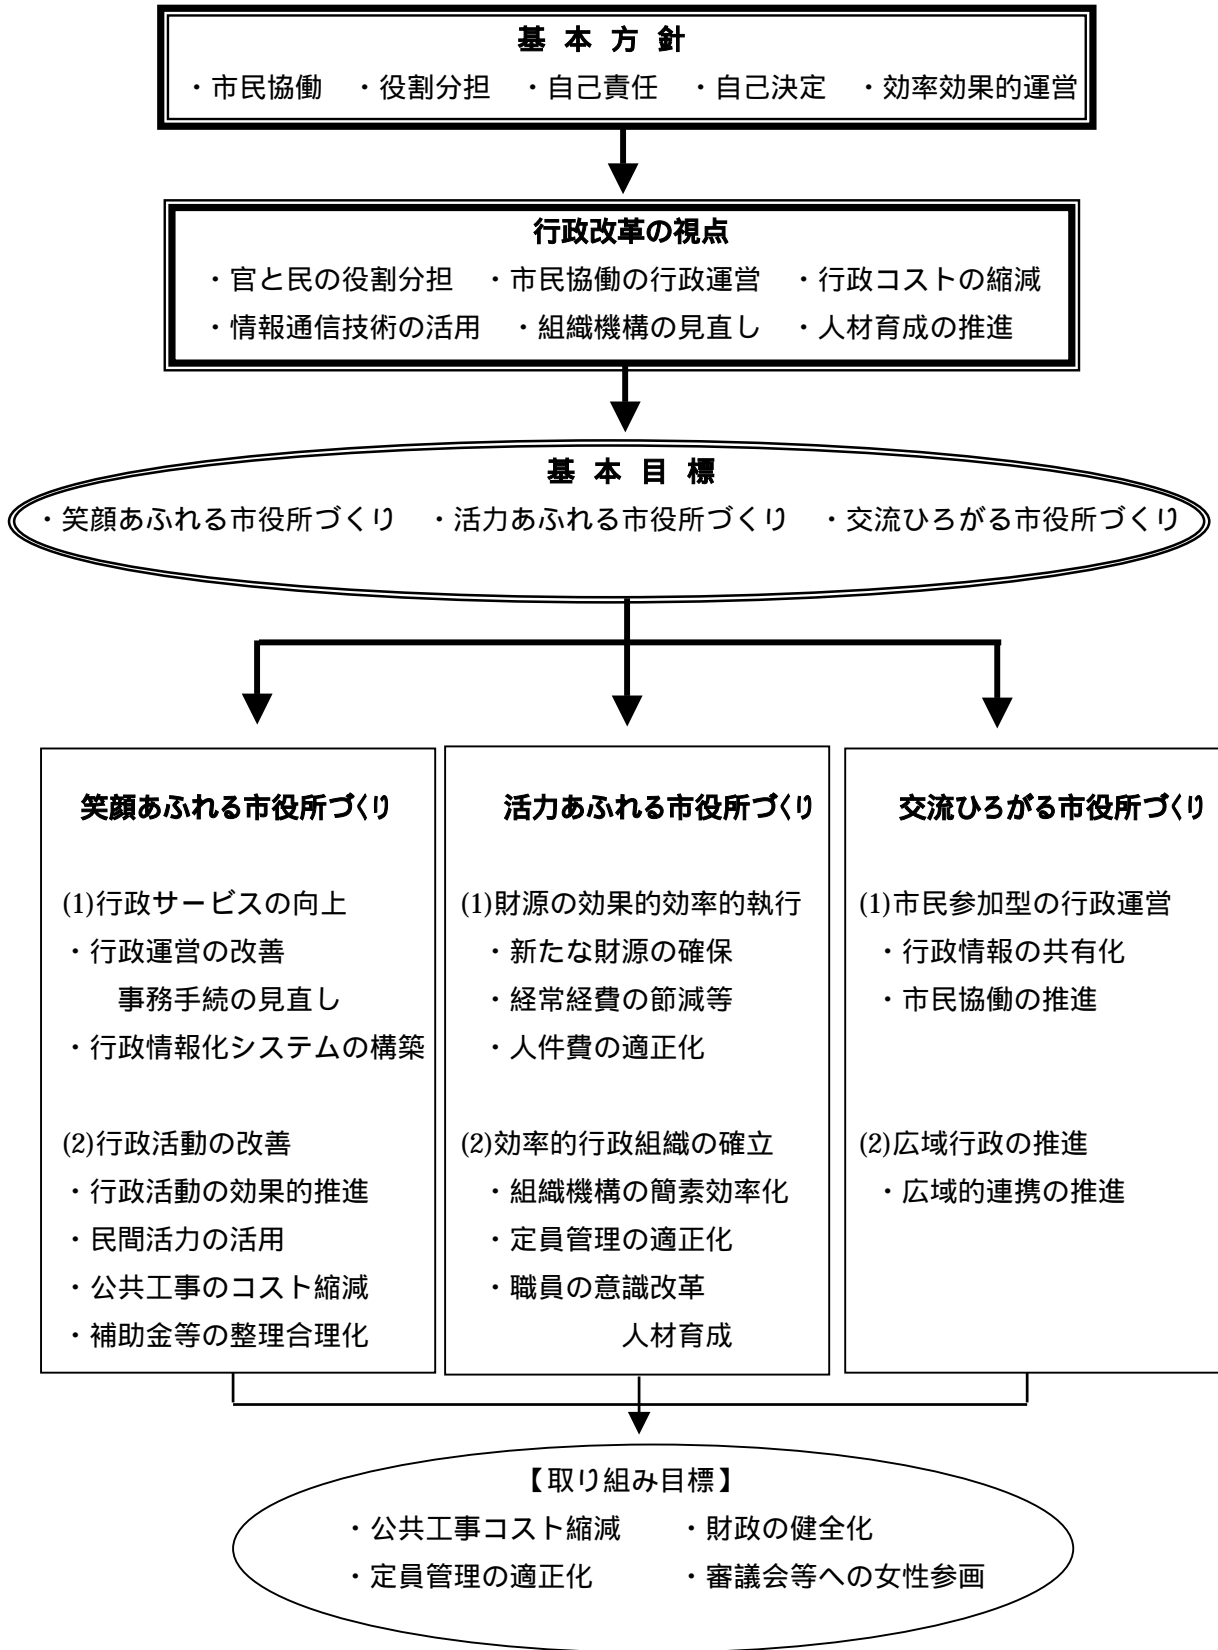 基 本 方 針
・市民協働　・役割分担　・自己責任　・自己決定　・効率効果的運営
行政改革の視点
・官と民の役割分担　・市民協働の行政運営　・行政コストの縮減
・情報通信技術の活用　・組織機構の見直し　・人材育成の推進
基 本 目 標
・笑顔あふれる市役所づくり　・活力あふれる市役所づくり　・交流ひろがる市役所づくり
笑顔あふれる市役所づくり
(1)行政サービスの向上
・行政運営の改善
事務手続の見直し
・行政情報化システムの構築
(2)行政活動の改善
・行政活動の効果的推進
・民間活力の活用
・公共工事のコスト縮減
・補助金等の整理合理化
活力あふれる市役所づくり
(1)財源の効果的効率的執行
・新たな財源の確保
・経常経費の節減等
・人件費の適正化
(2)効率的行政組織の確立
・組織機構の簡素効率化
・定員管理の適正化
・職員の意識改革
人材育成
交流ひろがる市役所づくり
(1)市民参加型の行政運営
・行政情報の共有化
・市民協働の推進
(2)広域行政の推進
・広域的連携の推進
【取り組み目標】
・公共工事コスト縮減　・財政の健全化
・定員管理の適正化　・審議会等への女性参画